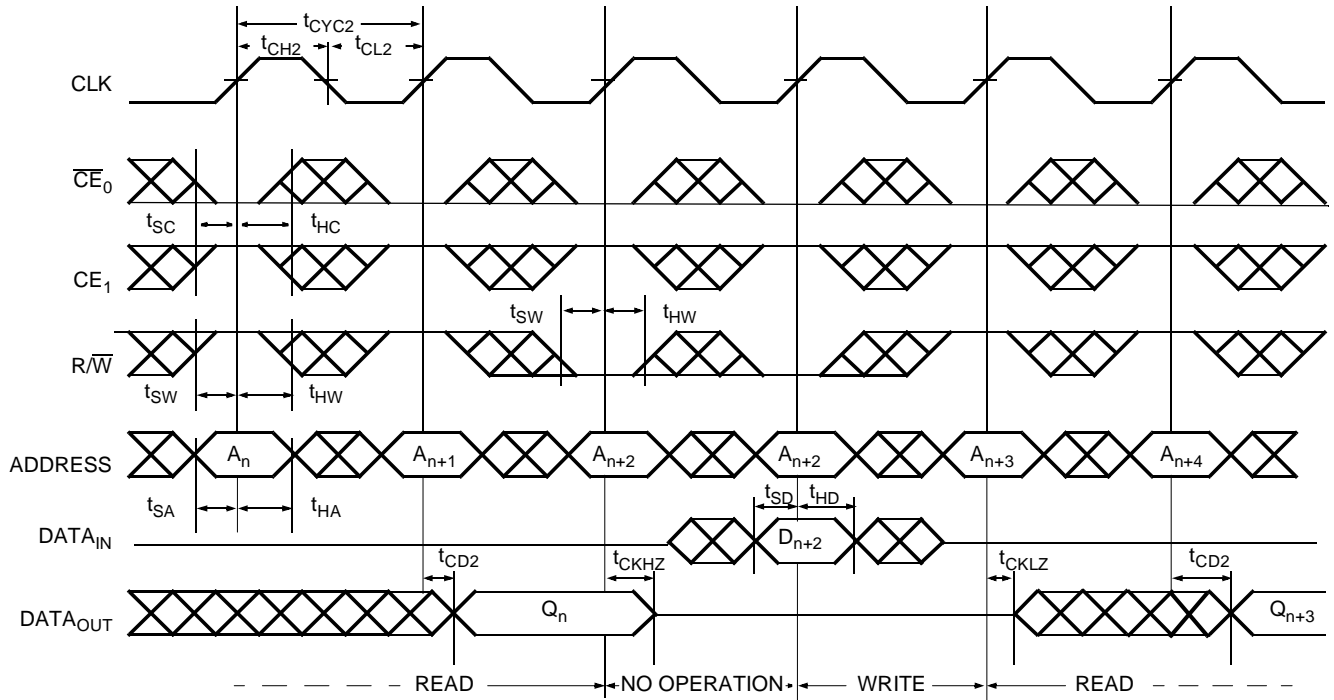 tCYC2
tCH2 tCL2
CLK
CE0
tSC tHC
CE1
tSW tHW
R/W
tSW tHW
ADDRESS An An+1 An+2 An+2 An+3 An+4
tSA tHA tSD tHD
DATAIN Dn+2
tCD2 tCKHZ tCKLZ tCD2
DATAOUT Qn Qn+3
READ NO OPERATION WRITE READ